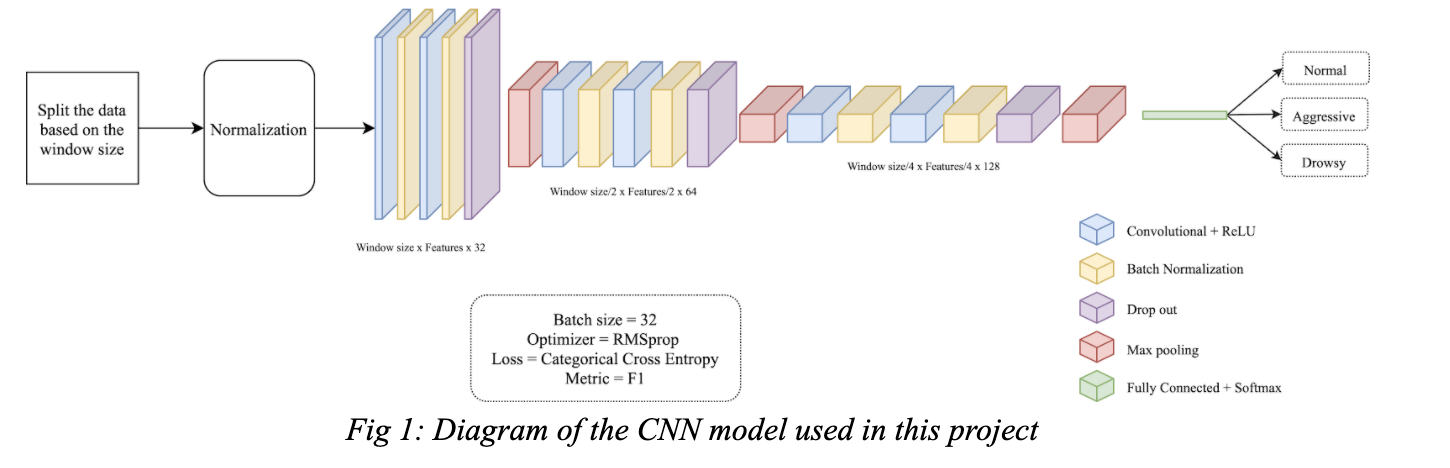 Split the data
based on the
window size
Normalization
Window size x Features x 32
Window size/2 x Features/2 x 64
Window size/4 x Features/4 x 128
Normal
Aggressive
Drowsy
Convolutional + ReLU
Batch Normalization
Drop out
Max pooling
Fully Connected + Softmax
Batch size = 32
Optimizer = RMSprop
Loss = Categorical Cross Entropy
Metric = F1
Fig 1: Diagram of the CNN model used in this project